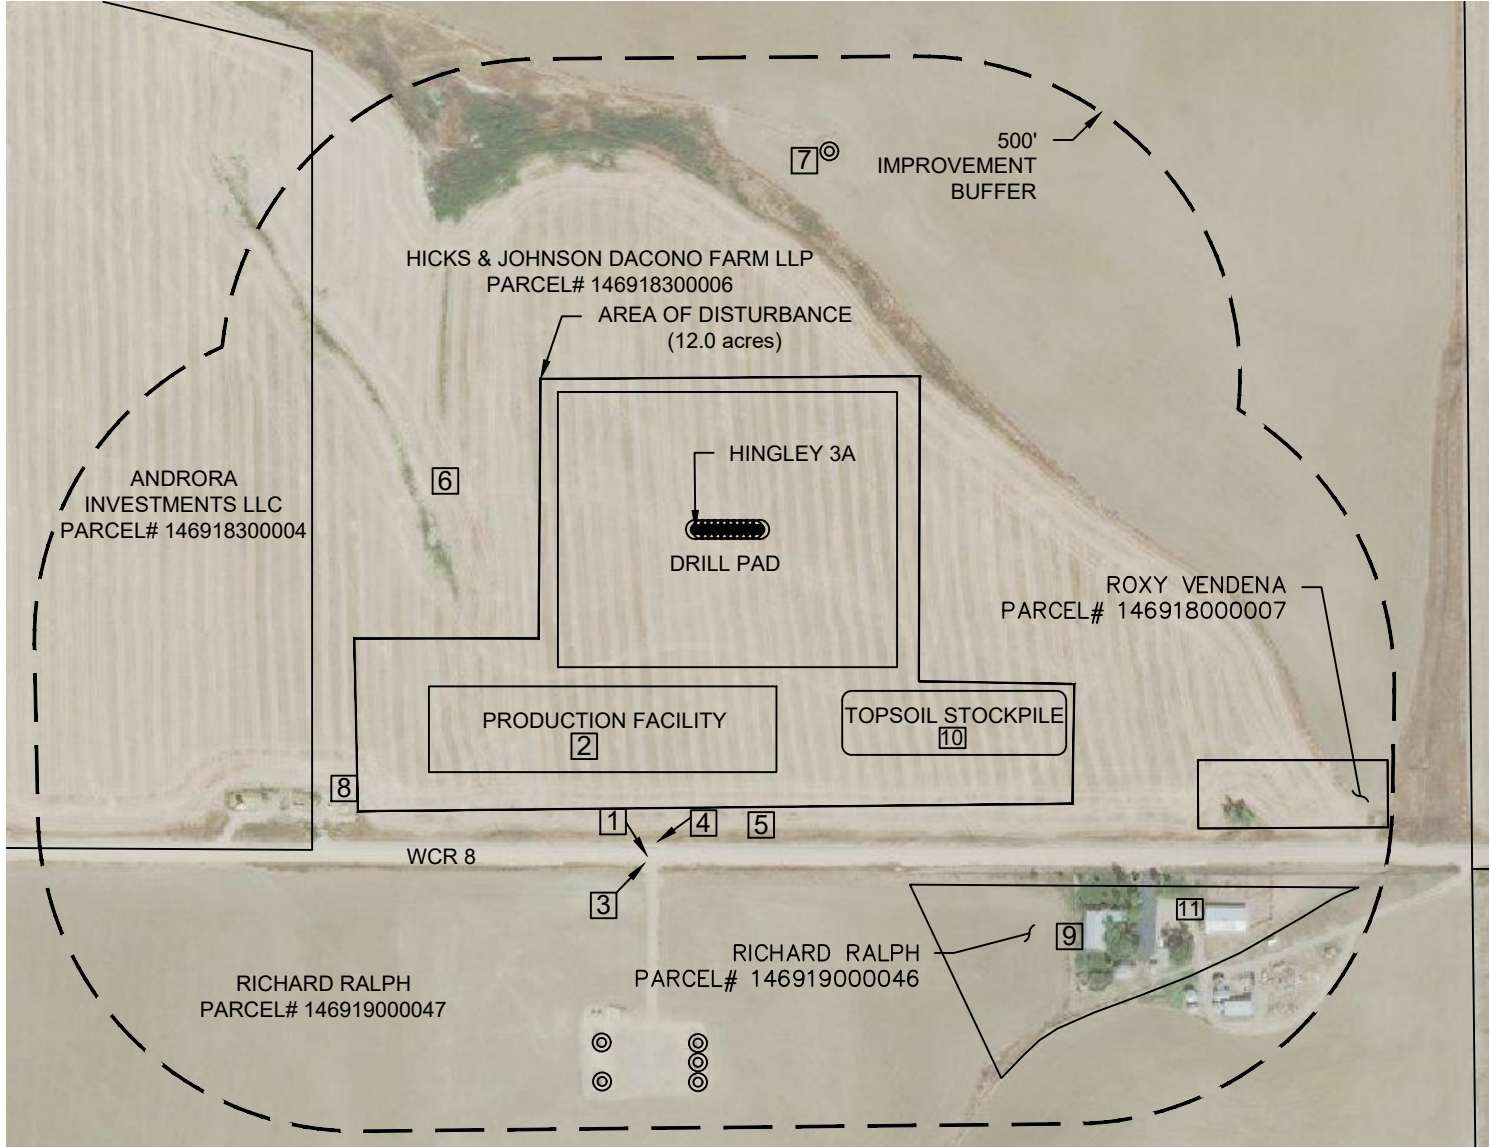 500'
IMPROVEMENT
BUFFER
7
HICKS & JOHNSON DACONO FARM LLP
PARCEL# 146918300006
AREA OF DISTURBANCE
(12.0 acres)
HINGLEY 3A
DRILL PAD
6
ANDRORA
INVESTMENTS LLC
PARCEL# 146918300004
ROXY VENDENA
PARCEL# 146918000007
PRODUCTION FACILITY
2
TOPSOIL STOCKPILE
10
8
1
4
5
WCR 8
3
11
9
RICHARD RALPH
PARCEL# 146919000046
RICHARD RALPH
PARCEL# 146919000047